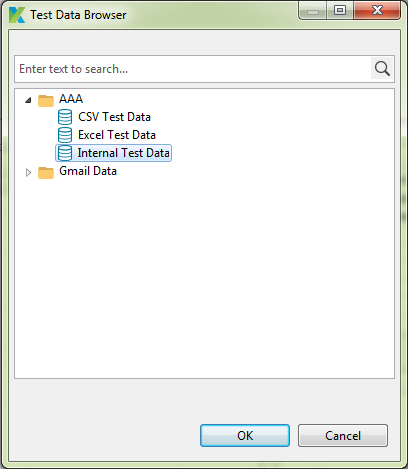 Test Data Browser
Enter text to search...
AAA
CSV Test Data
Excel Test Data
Internal Test Data
Gmail Data
OK
Cancel